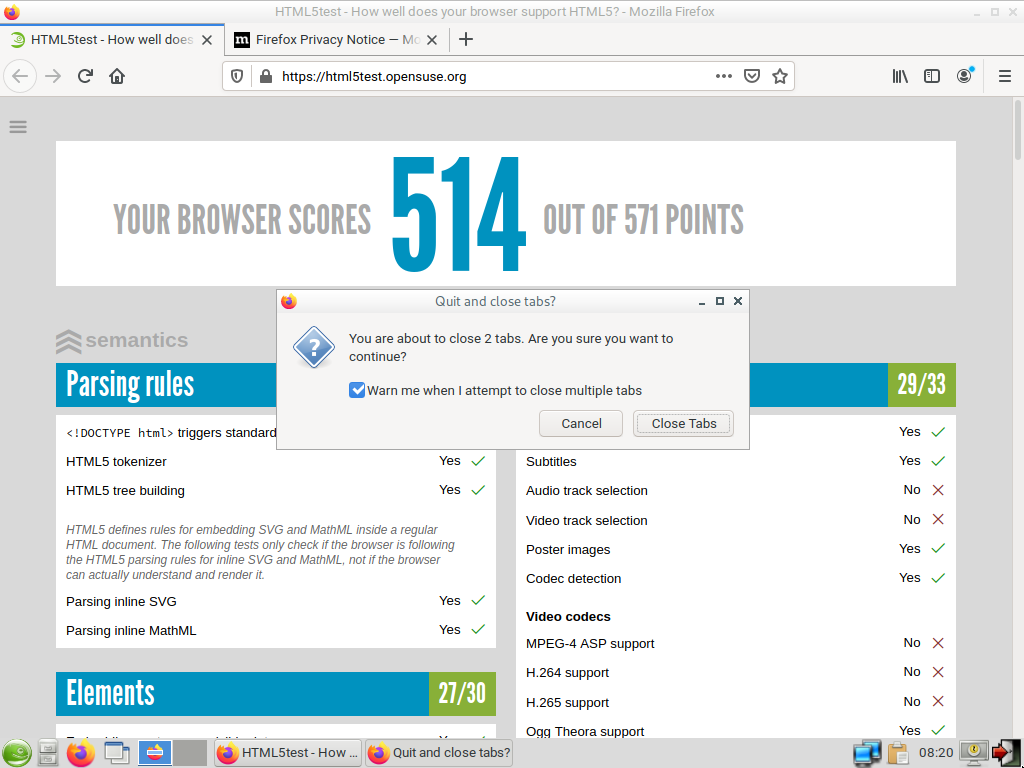 HTML5test - How well does your browser support HTML5? - Mozilla Firefox
HTML5test - How well does
Firefox Privacy Notice — Mo
https://html5test.opensuse.org
YOUR BROWSER SCORES 514 OUT OF 571 POINTS
Quit and close tabs?
You are about to close 2 tabs. Are you sure you want to
continue?
Warn me when I attempt to close multiple tabs
Cancel
Close Tabs
semantics
Parsing rules
<!DOCTYPE html> triggers standard
HTML5 tokenizer Yes
HTML5 tree building Yes
HTML5 defines rules for embedding SVG and MathML inside a regular
HTML document. The following tests only check if the browser is following
the HTML5 parsing rules for inline SVG and MathML, not if the browser
can actually understand and render it.
Parsing inline SVG Yes
Parsing inline MathML Yes
Elements 27/30
29/33
Yes
Subtitles Yes
Audio track selection No
Video track selection No
Poster images Yes
Codec detection Yes
Video codecs
MPEG-4 ASP support No
H.264 support No
H.265 support No
Ogg Theora support Yes
HTML5test - How ...
Quit and close tabs?
08:20